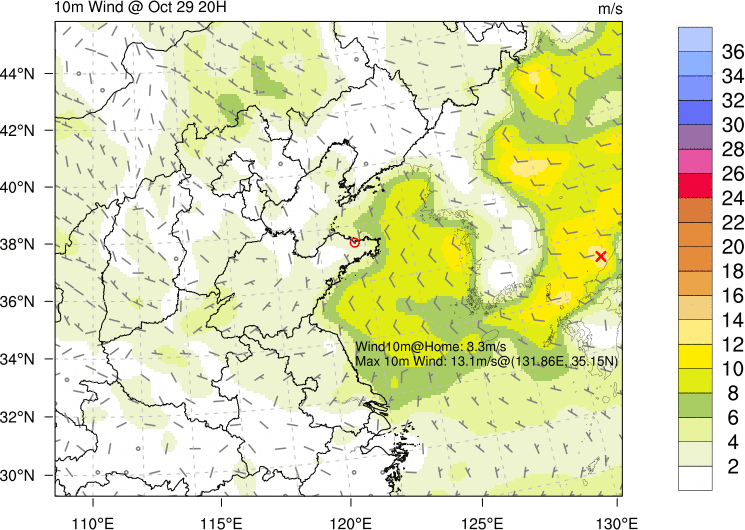 10m Wind @ Oct 29 20H
m/s
44°N
42°N
40°N
38°N
36°N
34°N
32°N
30°N
Wind10m@Home: 3.3m/s
Max 10m Wind: 13.1m/s@(131.86E, 35.15N)
110°E
115°E
120°E
125°E
130°E
36
34
32
30
28
26
24
22
20
18
16
14
12
10
8
6
4
2